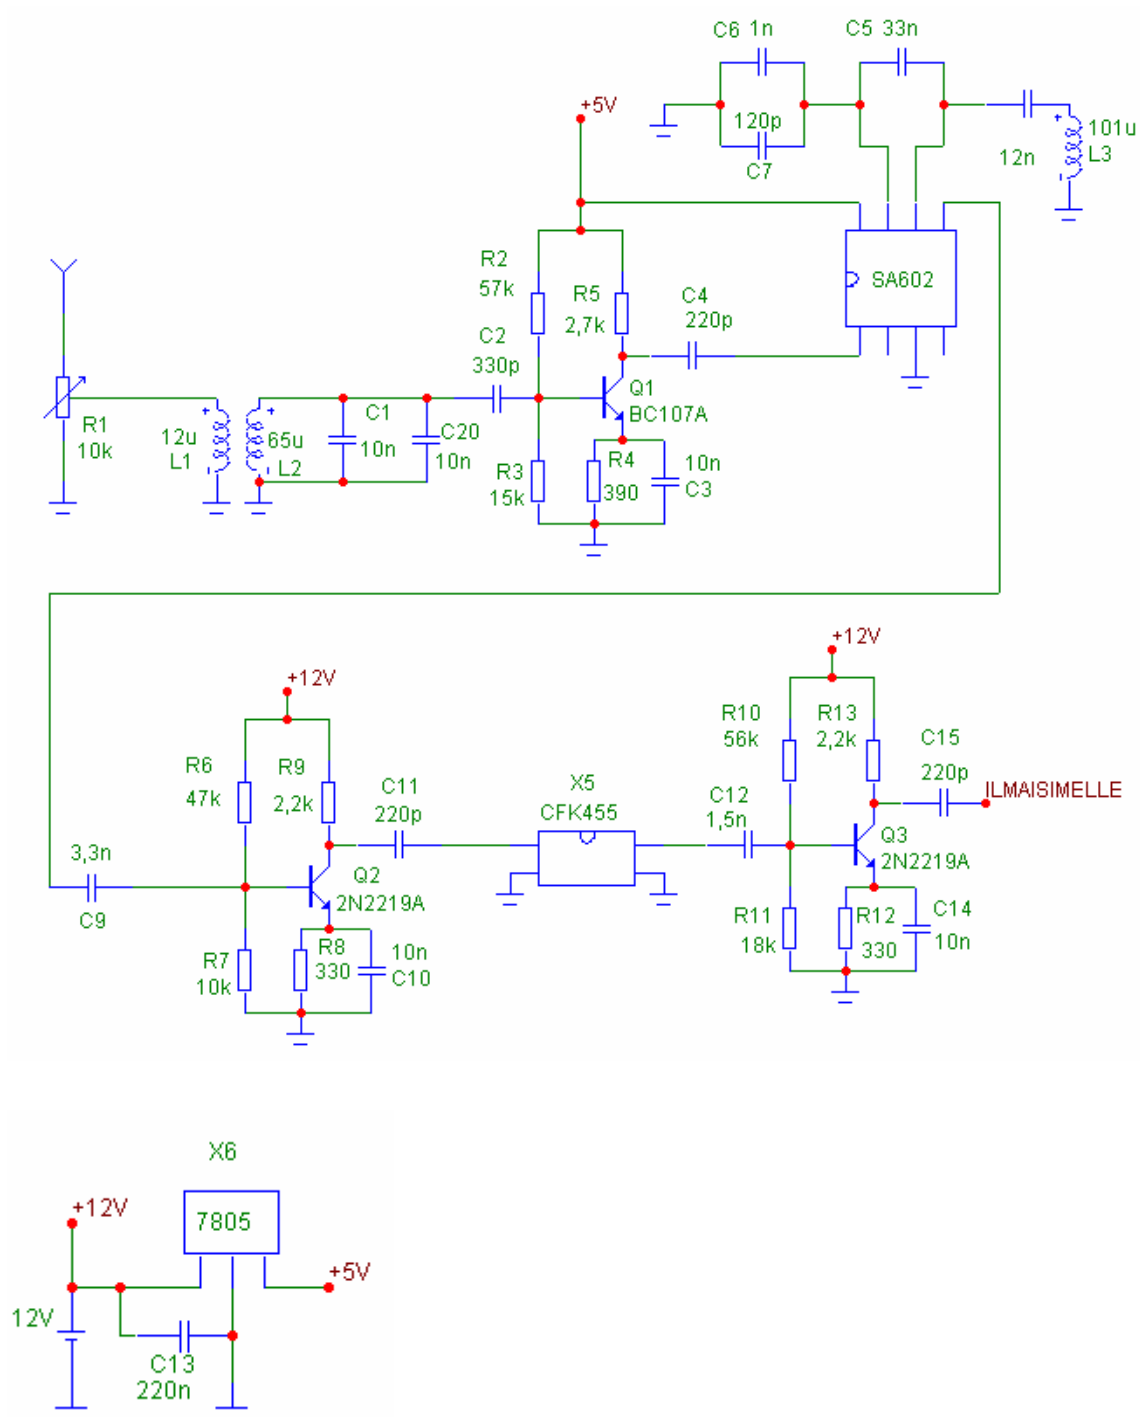 C6 1n
C5 33n
+5V
120p
C7
12n
101u
L3
R2
57k
R5
2,7k
C4
220p
SA602
C2
330p
Q1
BC107A
R1
10k
12u
L1
65u
L2
C1
10n
C20
10n
R3
15k
R4
390
10n
C3
+12V
+12V
R10
56k
R13
2,2k
C15
220p
ILMAISIMELLE
R6
47k
R9
2,2k
C11
220p
X5
CFK455
C12
1,5n
Q3
2N2219A
3,3n
C9
Q2
2N2219A
R7
10k
R8
330
10n
C10
R11
18k
R12
330
C14
10n
X6
+12V
7805
+5V
12V
C13
220n